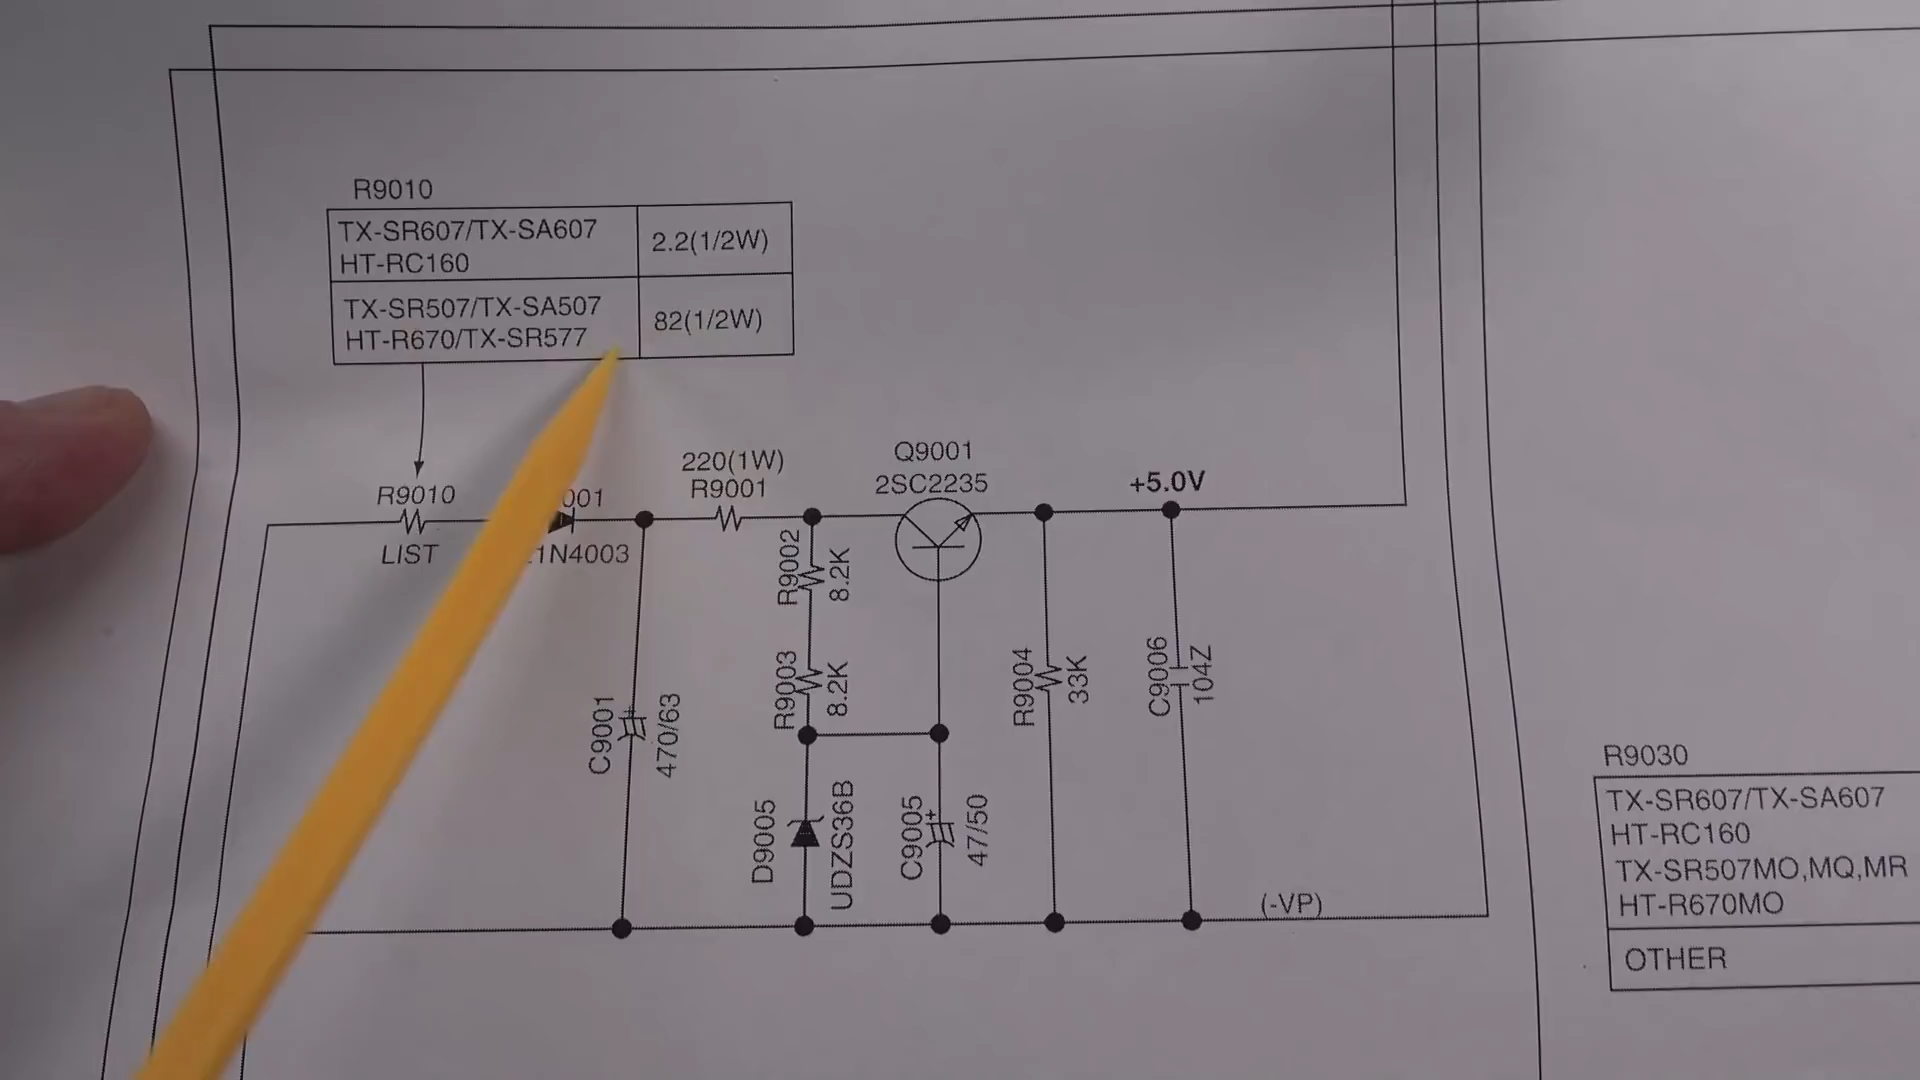 R9010
TX-SR607/TX-SA607
HT-RC160
2.2(1/2W)
TX-SR507/TX-SA507
HT-R670/TX-SR577
82(1/2W)
R9010
LIST
001
1N4003
220(1W)
R9001
Q9001
2SC2235
+5.0V
R9002
8.2K
R9003
8.2K
C9001
+
470/63
D9005
UDZS36B
C9005
+
47/50
R9004
33K
C9006
104Z
(-VP)
R9030
TX-SR607/TX-SA607
HT-RC160
TX-SR507MO,MQ,MR
HT-R670MO
OTHER